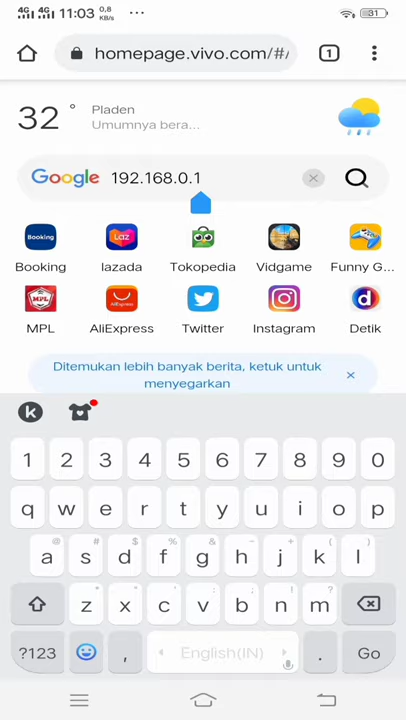 4G 4G 11:03 0,8 KB/s ... 31
homepage.vivo.com/#/ 1
32° Pladen
Umumnya bera...
Google 192.168.0.1
Booking
Booking lazada Tokopedia Vidgame Funny G...
MPL
MPL AliExpress Twitter Instagram Detik
Ditemukan lebih banyak berita, ketuk untuk
menyegarkan
k
1 2 3 4 5 6 7 8 9 0
q w e r t y u i o p
@ # $ % & - + ( )
a s d f g h j k l
z x c v b n m
?123 , English(IN) . Go